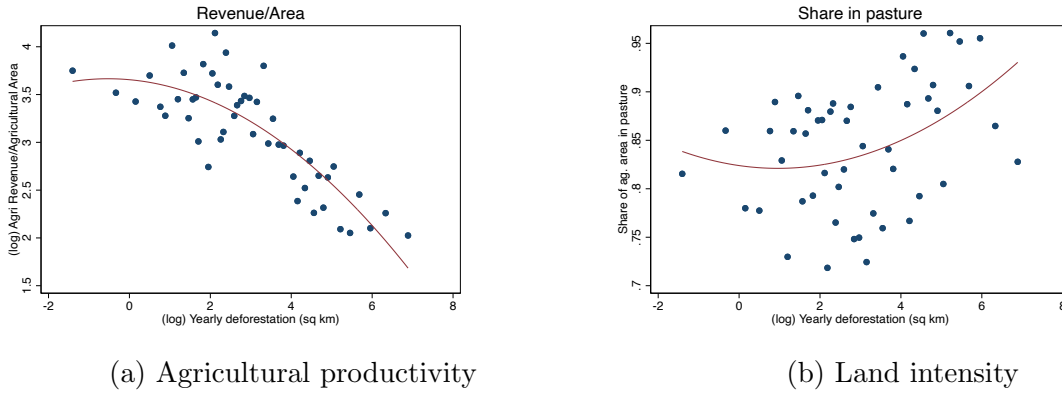 Revenue/Area
(log) Agri Revenue/Agricultural Area
4
3.5
3
2.5
2
1.5
-2 0 2 4 6 8
(log) Yearly deforestation (sq km)
(a) Agricultural productivity
Share in pasture
Share of ag. area in pasture
.95
.9
.85
.8
.75
.7
-2 0 2 4 6 8
(log) Yearly deforestation (sq km)
(b) Land intensity